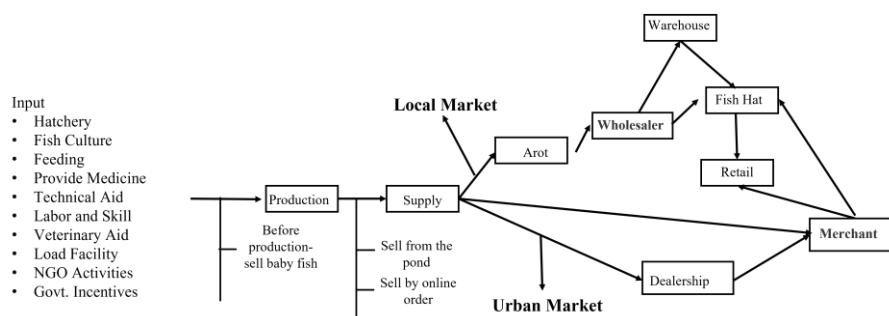 Input
• Hatchery
• Fish Culture
• Feeding
• Provide Medicine
• Technical Aid
• Labor and Skill
• Veterinary Aid
• Load Facility
• NGO Activities
• Govt. Incentives
Production
Before
production-
sell baby fish
Supply
Sell from the
pond
Sell by online
order
Local Market
Arot
Wholesaler
Warehouse
Fish Hat
Retail
Merchant
Dealership
Urban Market